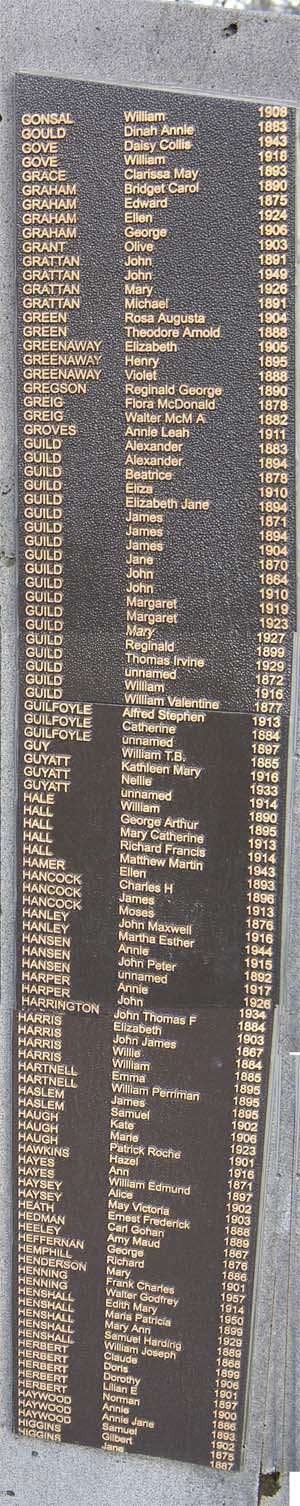 GONSAL William 1908
GOULD Dinah Annie 1883
GOVE Daisy Collis 1943
GOVE William 1918
GRACE Clarissa May 1893
GRAHAM Bridget Carol 1890
GRAHAM Edward 1875
GRAHAM Ellen 1924
GRAHAM George 1906
GRANT Olive 1903
GRATTAN John 1891
GRATTAN John 1949
GRATTAN Mary 1926
GRATTAN Michael 1891
GREEN Rosa Augusta 1904
GREEN Theodore Arnold 1888
GREENAWAY Elizabeth 1905
GREENAWAY Henry 1895
GREENAWAY Violet 1888
GREGSON Reginald George 1890
GREIG Flora McDonald 1878
GREIG Walter McM A 1882
GROVES Annie Leah 1911
GUILD Alexander 1883
GUILD Alexander 1894
GUILD Beatrice 1878
GUILD Eliza 1910
GUILD Elizabeth Jane 1894
GUILD James 1871
GUILD James 1894
GUILD James 1904
GUILD Jane 1870
GUILD John 1864
GUILD John 1910
GUILD Margaret 1919
GUILD Margaret 1923
GUILD Mary 1927
GUILD Reginald 1899
GUILD Thomas Irvine 1929
GUILD unnamed 1872
GUILD William 1916
GUILD William Valentine 1877
GUILFOYLE Alfred Stephen 1913
GUILFOYLE Catherine 1884
GUILFOYLE unnamed 1897
GUY William T.B. 1885
GUYATT Kathleen Mary 1916
GUYATT Nellie 1933
GUYATT unnamed 1914
HALE William 1890
HALL George Arthur 1895
HALL Mary Catherine 1913
HALL Richard Francis 1914
HALL Matthew Martin 1943
HAMER Ellen 1893
HANCOCK Charles H 1896
HANCOCK James 1913
HANCOCK Moses 1876
HANLEY John Maxwell 1916
HANLEY Martha Esther 1944
HANSEN Annie 1915
HANSEN John Peter 1892
HANSEN unnamed 1917
HARPER Annie 1926
HARPER John 1934
HARRINGTON John Thomas F 1884
HARRIS Elizabeth 1903
HARRIS John James 1867
HARRIS Willie 1884
HARRIS William 1885
HARTNELL Emma 1895
HARTNELL William Perriman 1895
HASLEM James 1895
HASLEM Samuel 1902
HAUGH Kate 1906
HAUGH Marie 1923
HAUGH Patrick Roche 1901
HAWKINS Hazel 1916
HAYES Ann 1871
HAYES William Edmund 1897
HAYSEY Alice 1902
HAYSEY May Victoria 1903
HEATH Ernest Frederick 1888
HEDMAN Carl Gohan 1889
HEELEY Amy Maud 1867
HEFFERNAN George 1876
HEMPHILL Richard 1886
HENDERSON Mary 1901
HENNING Frank Charles 1957
HENNING Walter Godfrey 1914
HENSHALL Edith Mary 1950
HENSHALL Maria Patricia 1899
HENSHALL Mary Ann 1928
HENSHALL Samuel Harding 1889
HENSHALL William Joseph 1868
HERBERT Claude 1899
HERBERT Doris 1906
HERBERT Dorothy 1901
HERBERT Lilian E 1897
HERBERT Norman 1900
HAYWOOD Annie 1886
HAYWOOD Annie Jane 1893
HAYWOOD Samuel 1902
HIGGINS Gilbert 1875
HIGGINS Jane 1887